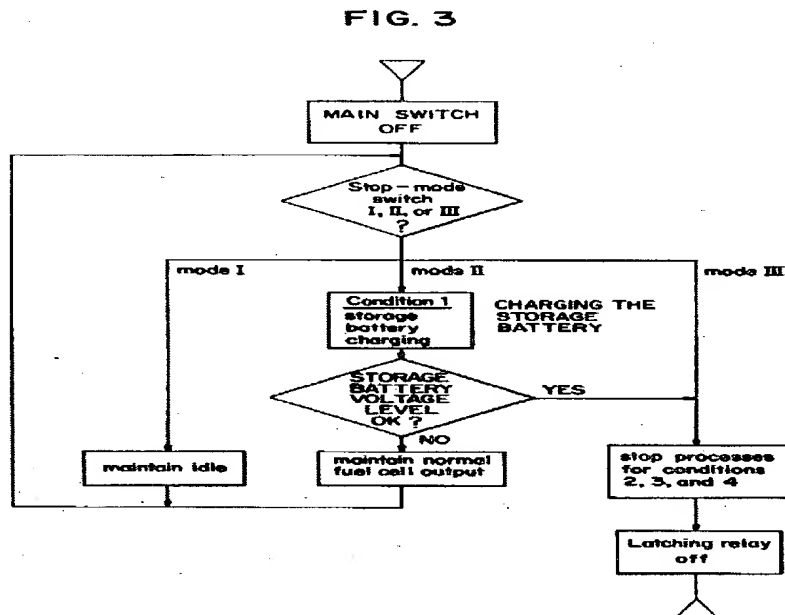 FIG. 3
MAIN SWITCH
OFF
Stop-mode
switch
I, II, or III
?
mode I
mode II
mode III
Condition 1
storage
battery
charging
CHARGING THE
STORAGE
BATTERY
STORAGE
BATTERY
VOLTAGE
LEVEL
OK ?
YES
NO
maintain idle
maintain normal
fuel cell output
stop processes
for conditions
2, 3, and 4
Latching relay
off